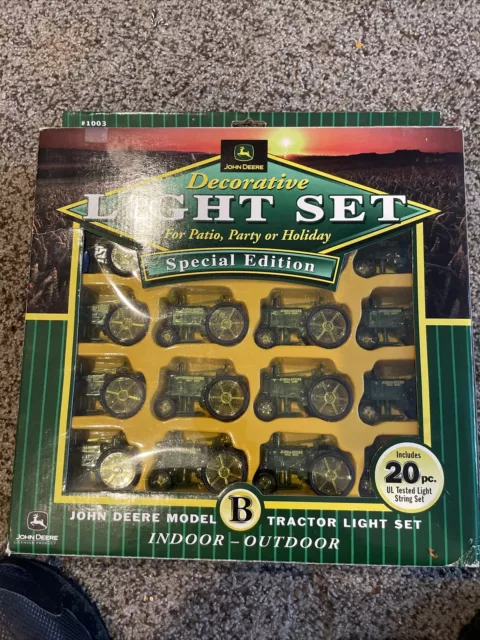 #1003
JOHN DEERE
Decorative
LIGHT SET
For Patio, Party or Holiday
Special Edition
Includes
20 pc.
UL Tested Light
String Set
JOHN DEERE MODEL B TRACTOR LIGHT SET
INDOOR – OUTDOOR
JOHN DEERE